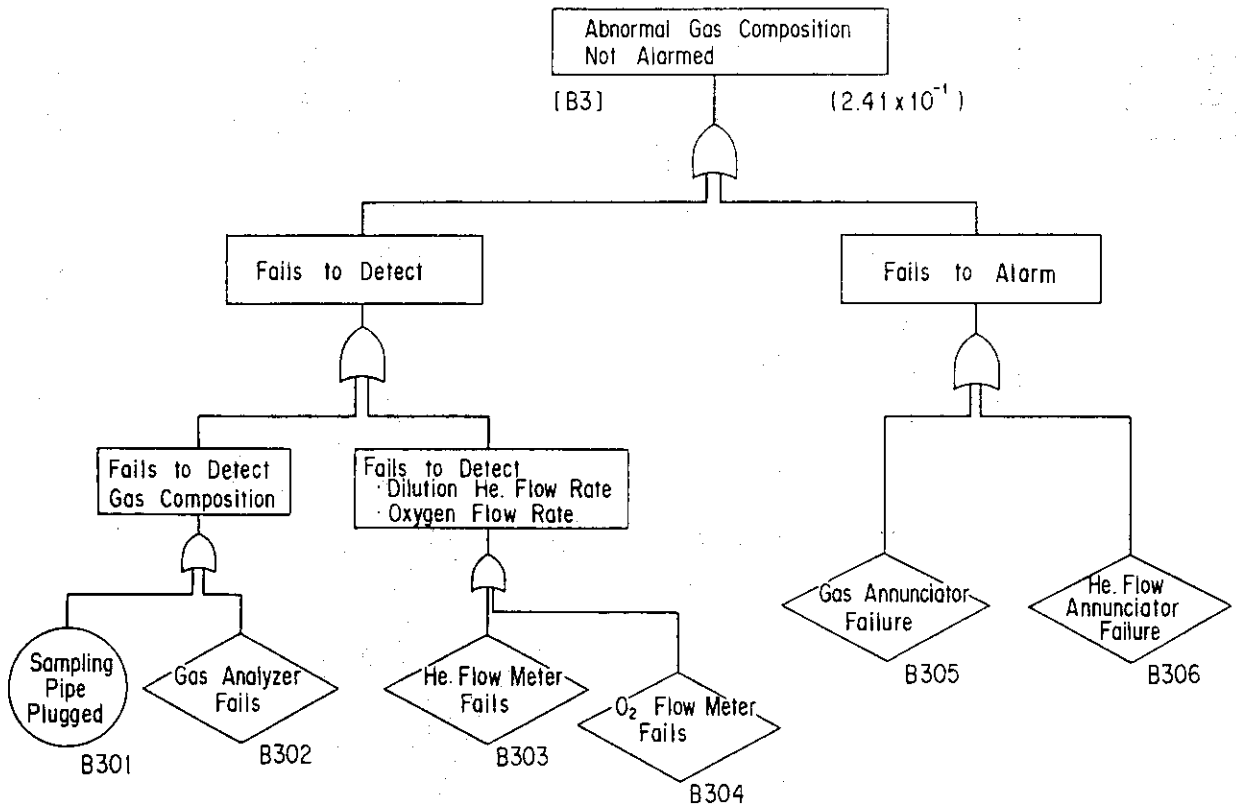 Abnormal Gas Composition
Not Alarmed
[B3]
(2.41 x 10⁻¹)
Fails to Detect
Fails to Alarm
Fails to Detect
Gas Composition
Fails to Detect
· Dilution He. Flow Rate
· Oxygen Flow Rate
Sampling
Pipe
Plugged
B301
Gas Analyzer
Fails
B302
He. Flow Meter
Fails
B303
O₂ Flow Meter
Fails
B304
Gas Annunciator
Failure
B305
He. Flow
Annunciator
Failure
B306